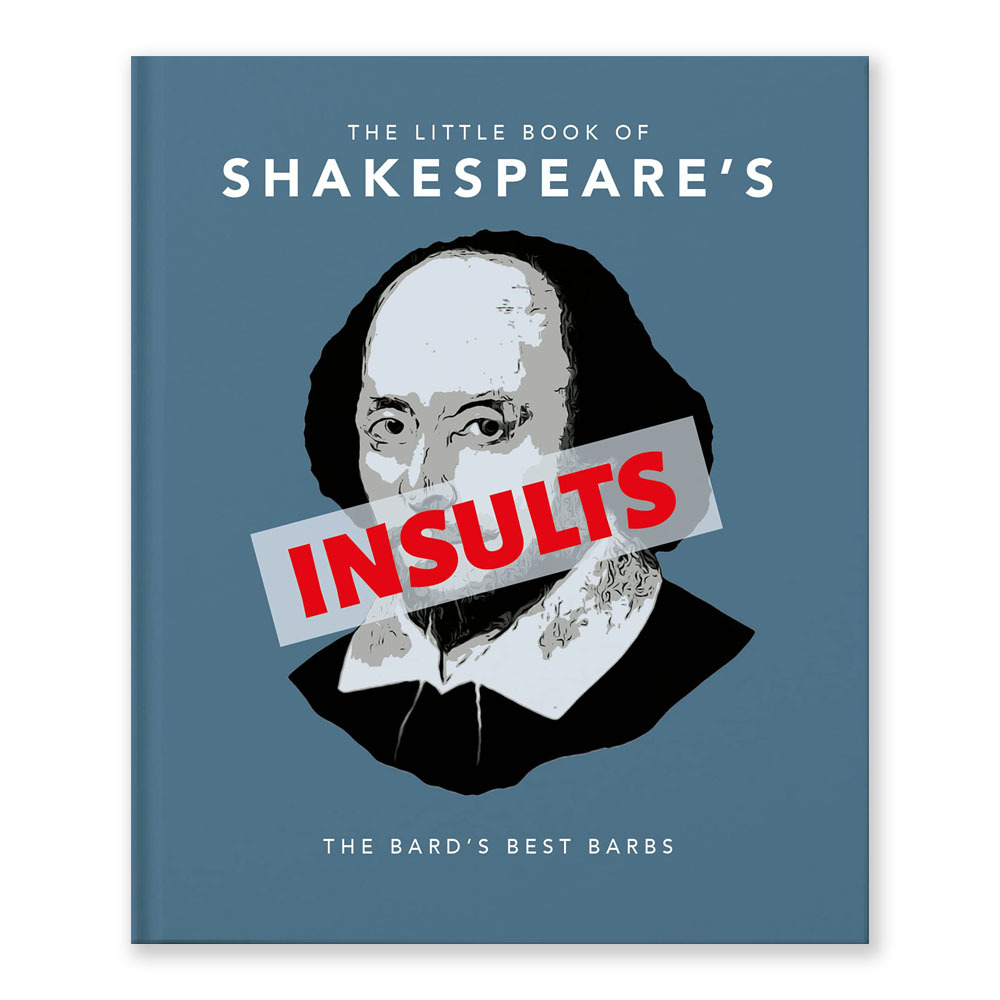 THE LITTLE BOOK OF
SHAKESPEARE'S
INSULTS
THE BARD'S BEST BARBS